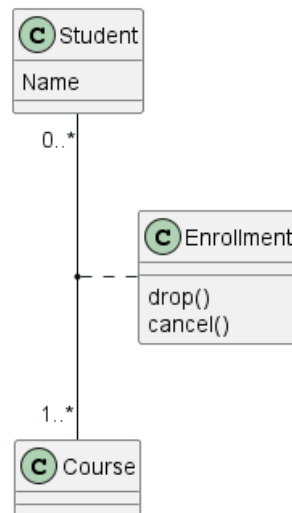 C Student
Name
0..*
C Enrollment
drop()
cancel()
1..*
C Course